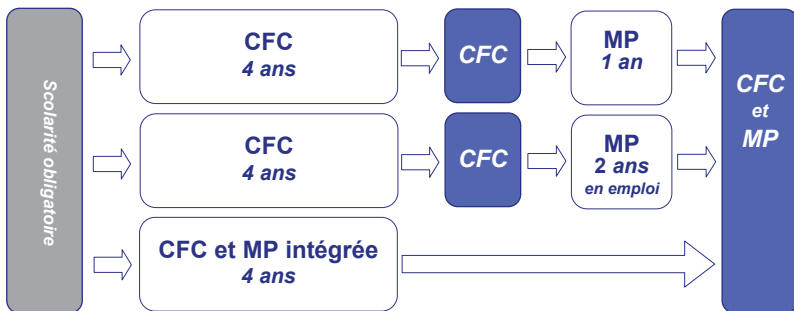 Scolarité obligatoire
CFC
4 ans
CFC
MP
1 an
CFC
4 ans
CFC
MP
2 ans
en emploi
CFC et MP intégrée
4 ans
CFC
et
MP